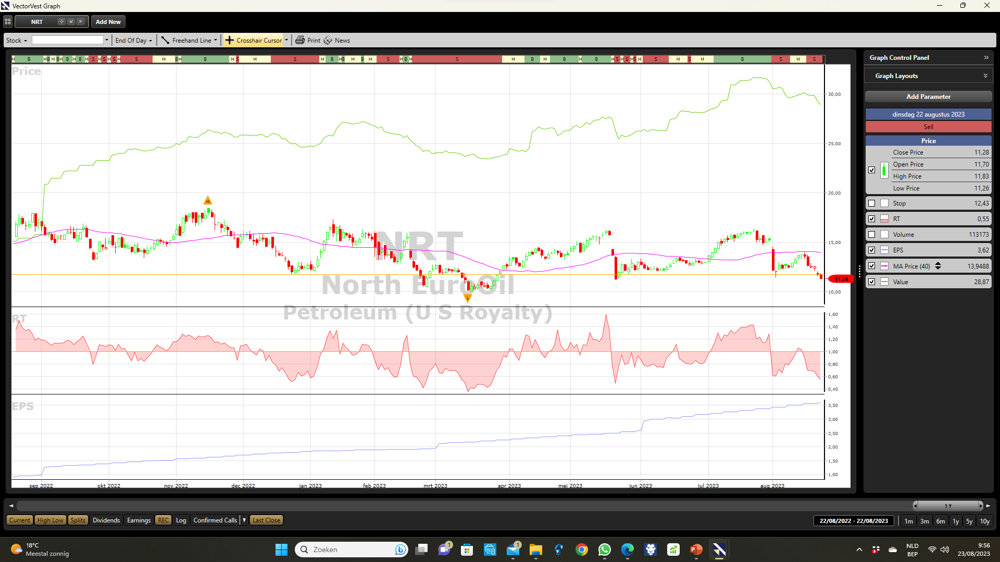 VectorVest Graph
NRT
Add New
Stock
End Of Day
Freehand Line
Crosshair Cursor
Print
News
H B H B H B H B H B H S H S H S H S H B H B H S H S H B H B H B H S H B H S H B H B H B H S H S H S H S H S H B S H S
Price
30,00
25,00
20,00
15,00
10,00
H
L
11,28
NRT
North EuroOil
Petroleum (U S Royalty)
RT
1,60
1,40
1,20
1,00
0,80
0,60
0,40
EPS
3,50
3,00
2,50
2,00
1,50
1,00
sep 2022 okt 2022 nov 2022 dec 2022 jan 2023 feb 2023 mrt 2023 apr 2023 mei 2023 jun 2023 jul 2023 aug 2023
Graph Control Panel
Graph Layouts
Add Parameter
dinsdag 22 augustus 2023
Sell
Price
Close Price 11,28
Open Price 11,70
High Price 11,83
Low Price 11,26
Stop 12,43
RT 0,55
Volume 113173
EPS 3,62
MA Price (40) 13,9488
Value 28,87
1 Y
Current High Low Splits Dividends Earnings REC Log Confirmed Calls Last Close
22/08/2022 - 22/08/2023
1m 3m 6m 1y 5y 10y
18°C
Meestal zonnig
Zoeken
1
1
9
NLD
BEP
9:56
23/08/2023